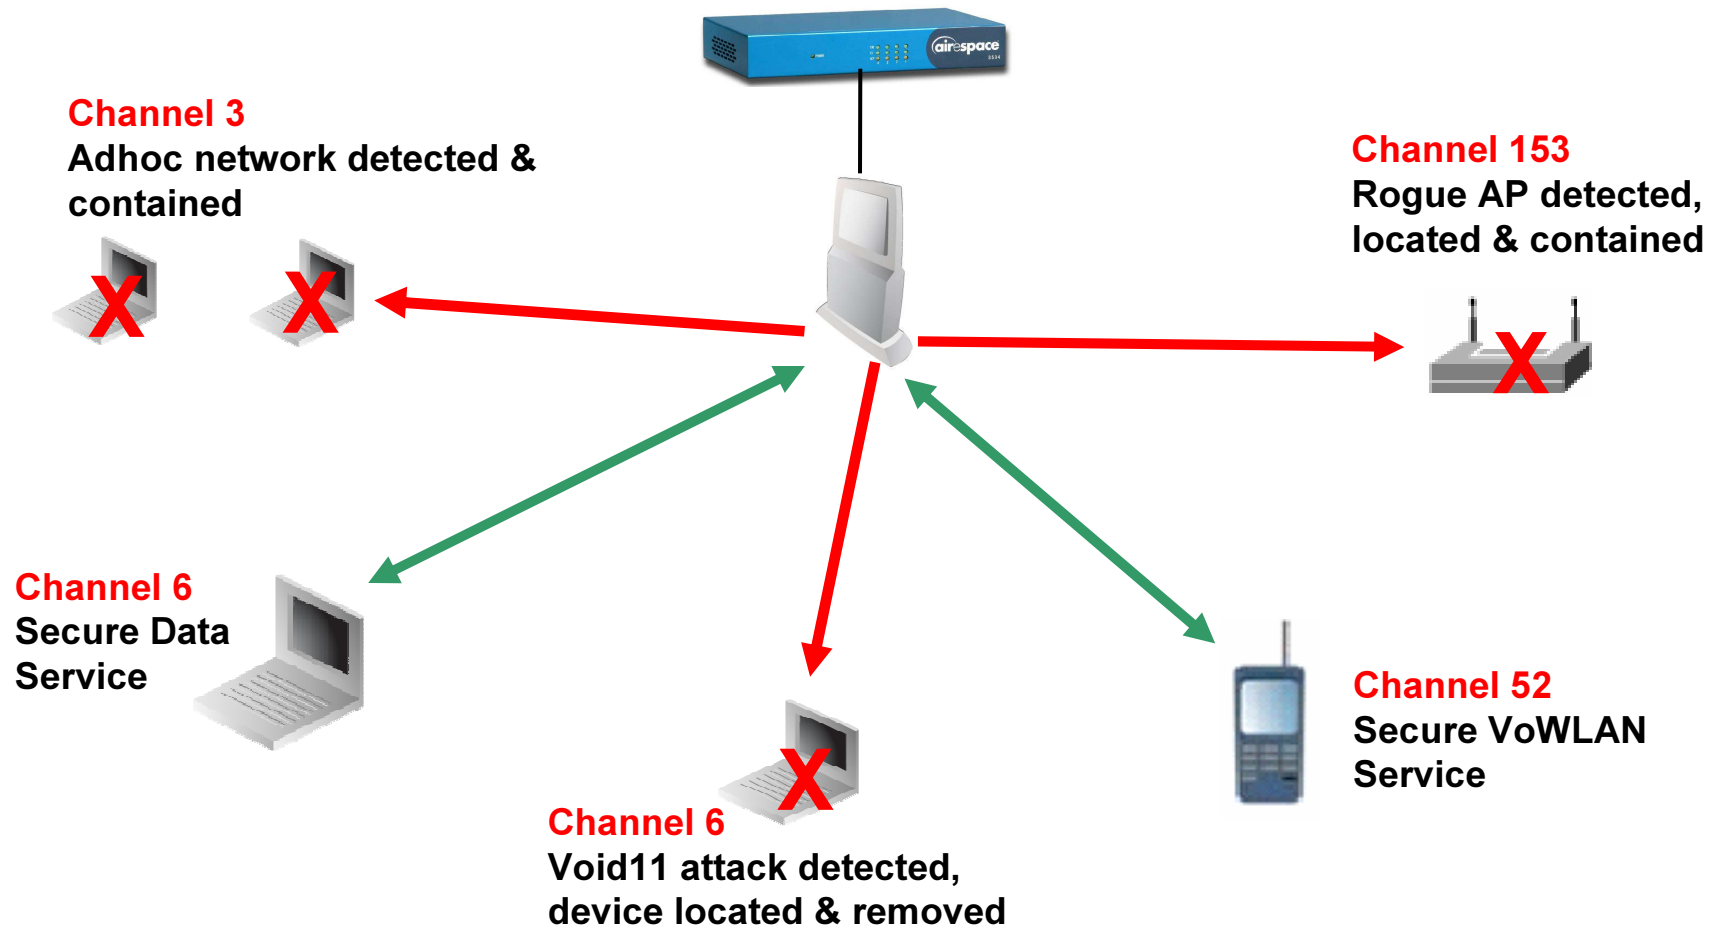 airespace
Channel 3
Adhoc network detected &
contained
Channel 153
Rogue AP detected,
located & contained
X
X
X
Channel 6
Secure Data
Service
Channel 52
Secure VoWLAN
Service
X
Channel 6
Void11 attack detected,
device located & removed